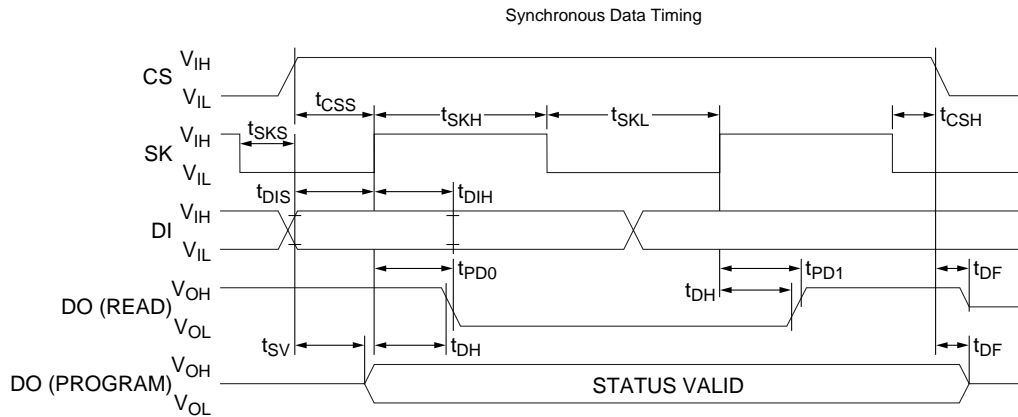 Synchronous Data Timing
CS VIH
VIL
tCSS tSKH tSKL tCSH
SK VIH
tSKS
VIL
tDIS tDIH
DI VIH
VIL
tPD0 tPD1 tDF
DO (READ) VOH
tDH
VOL
tSV tDH tDF
DO (PROGRAM) VOH
STATUS VALID
VOL